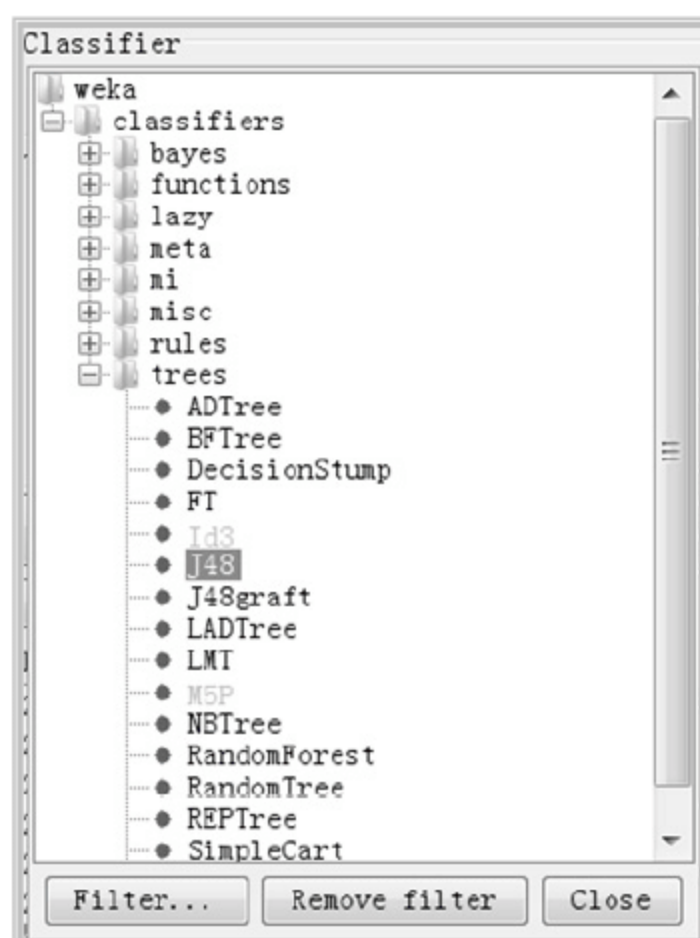 Classifier
weka
classifiers
bayes
functions
lazy
meta
mi
misc
rules
trees
ADTree
BFTree
DecisionStump
FT
Id3
J48
J48graft
LADTree
LMT
M5P
NBTree
RandomForest
RandomTree
REPTree
SimpleCart
Filter... Remove filter Close